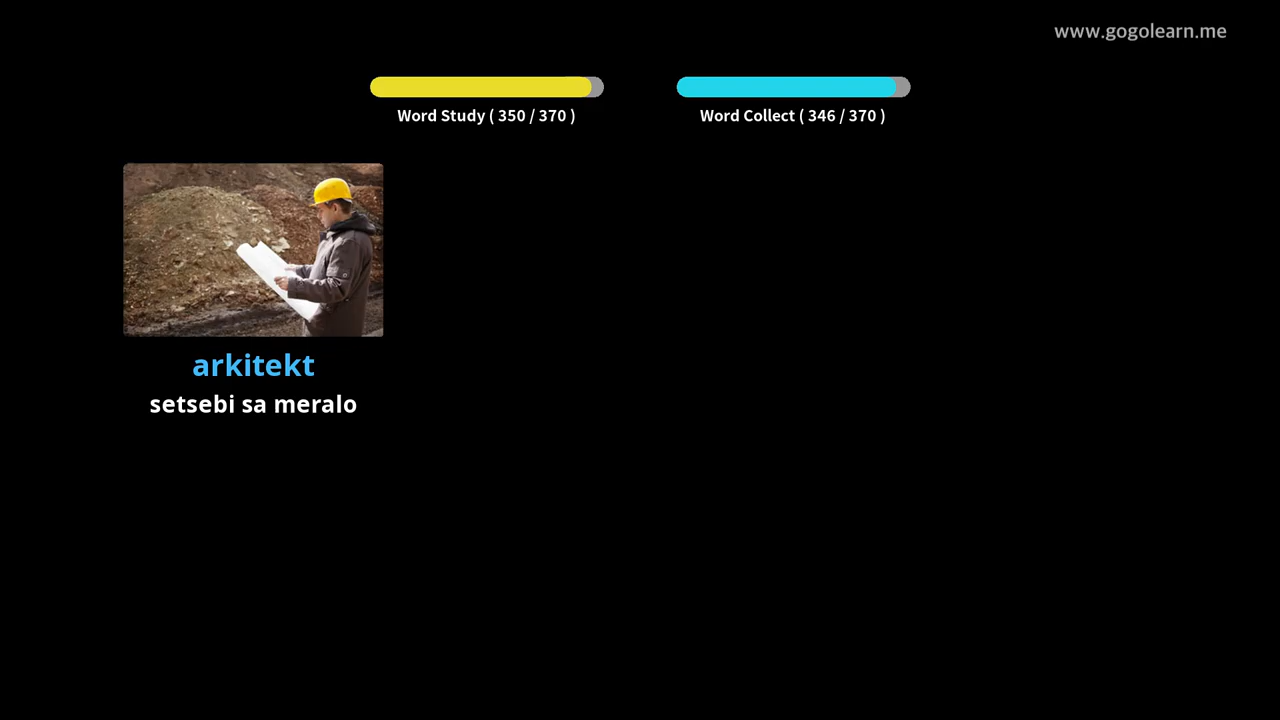 www.gogolearn.me
Word Study ( 350 / 370 )
Word Collect ( 346 / 370 )
arkitekt
setsebi sa meralo